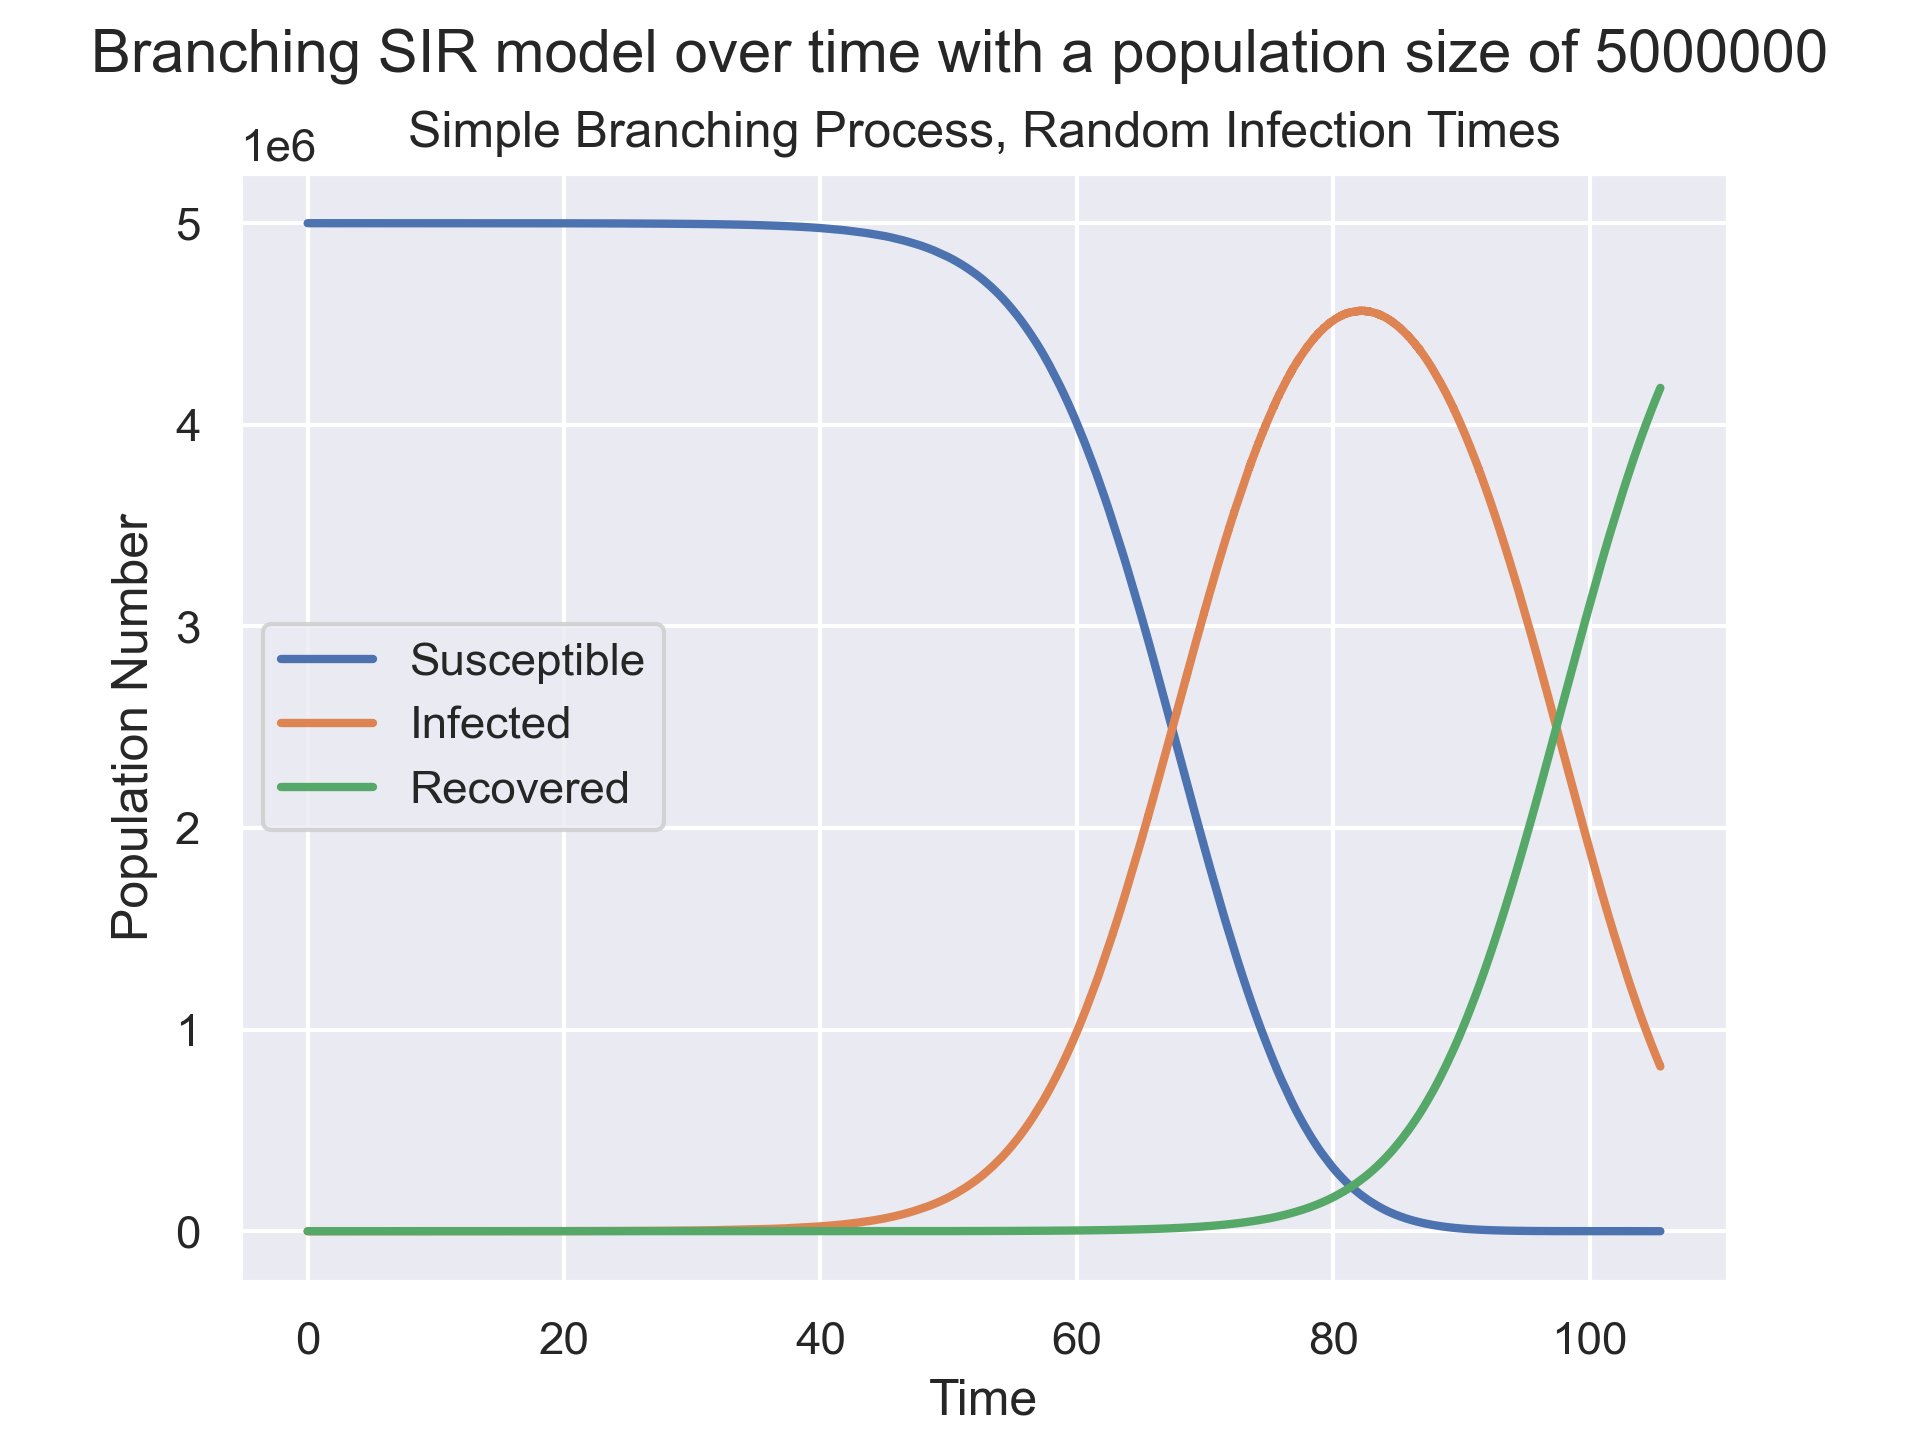 Branching SIR model over time with a population size of 5000000
Simple Branching Process, Random Infection Times
1e6
5
4
3
2
1
0
Population Number
Susceptible
Infected
Recovered
0 20 40 60 80 100
Time